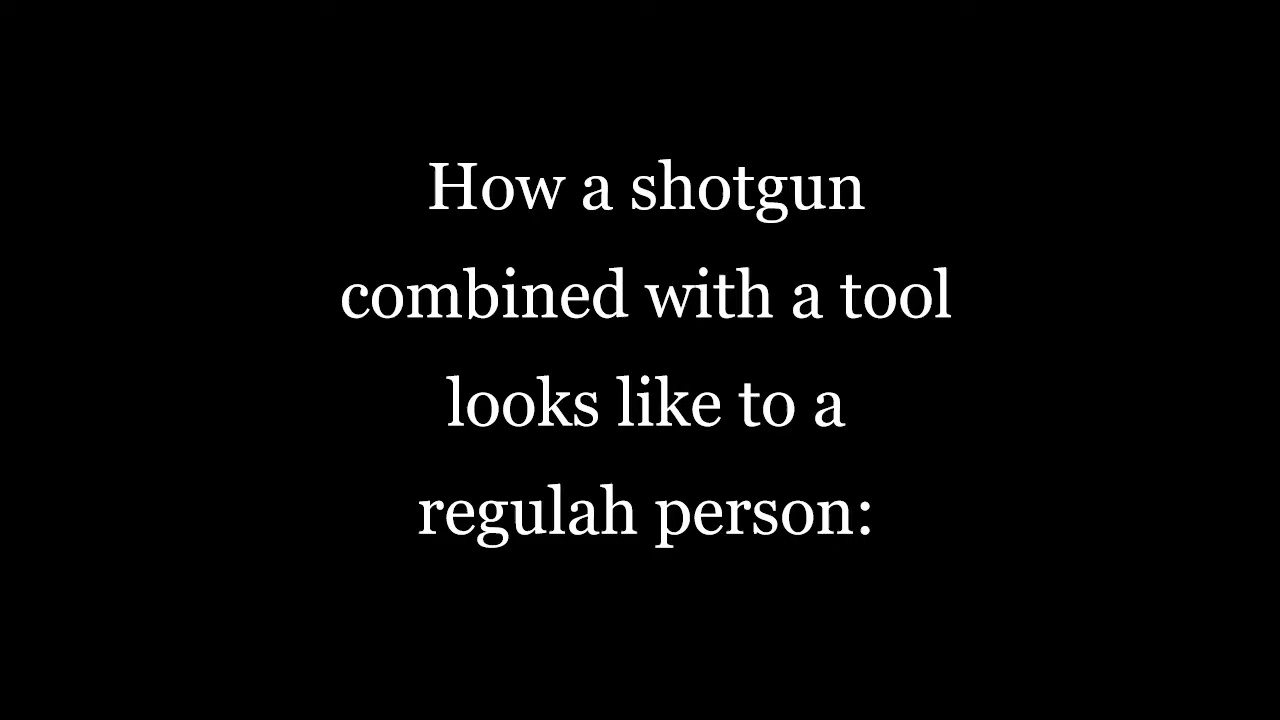 How a shotgun
combined with a tool
looks like to a
regulah person: